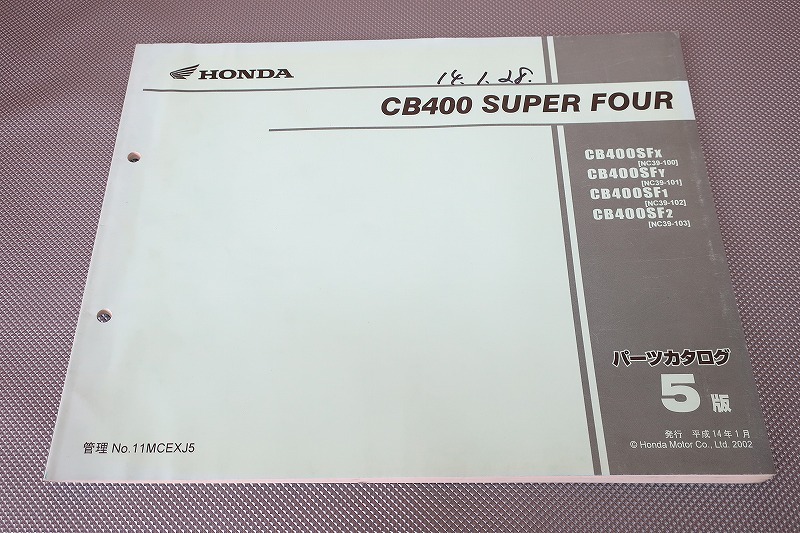 HONDA
14.1.28.
CB400 SUPER FOUR
CB400SFX
[NC39-100]
CB400SFY
[NC39-101]
CB400SF1
[NC39-102]
CB400SF2
[NC39-103]
パーツカタログ
5版
発行 平成14年1月
© Honda Motor Co., Ltd. 2002
管理 No.11MCEXJ5